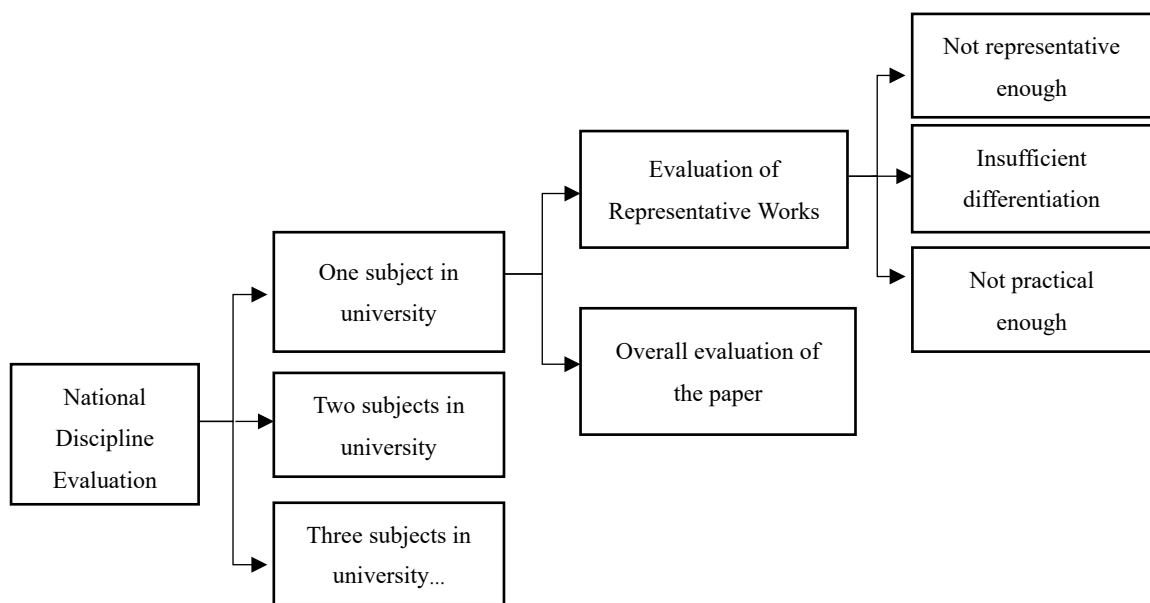 National
Discipline
Evaluation
One subject in
university
Two subjects in
university
Three subjects in
university...
Evaluation of
Representative Works
Overall evaluation of
the paper
Not representative
enough
Insufficient
differentiation
Not practical
enough